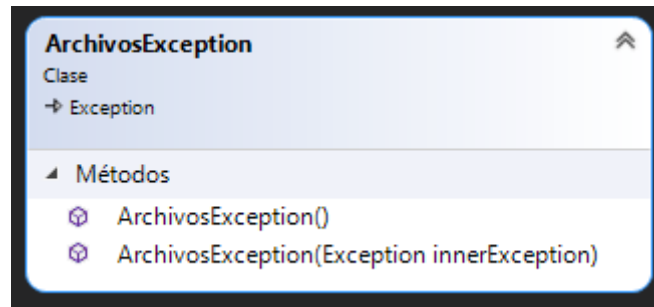 ArchivosException
Clase
Exception
Métodos
ArchivosException()
ArchivosException(Exception innerException)